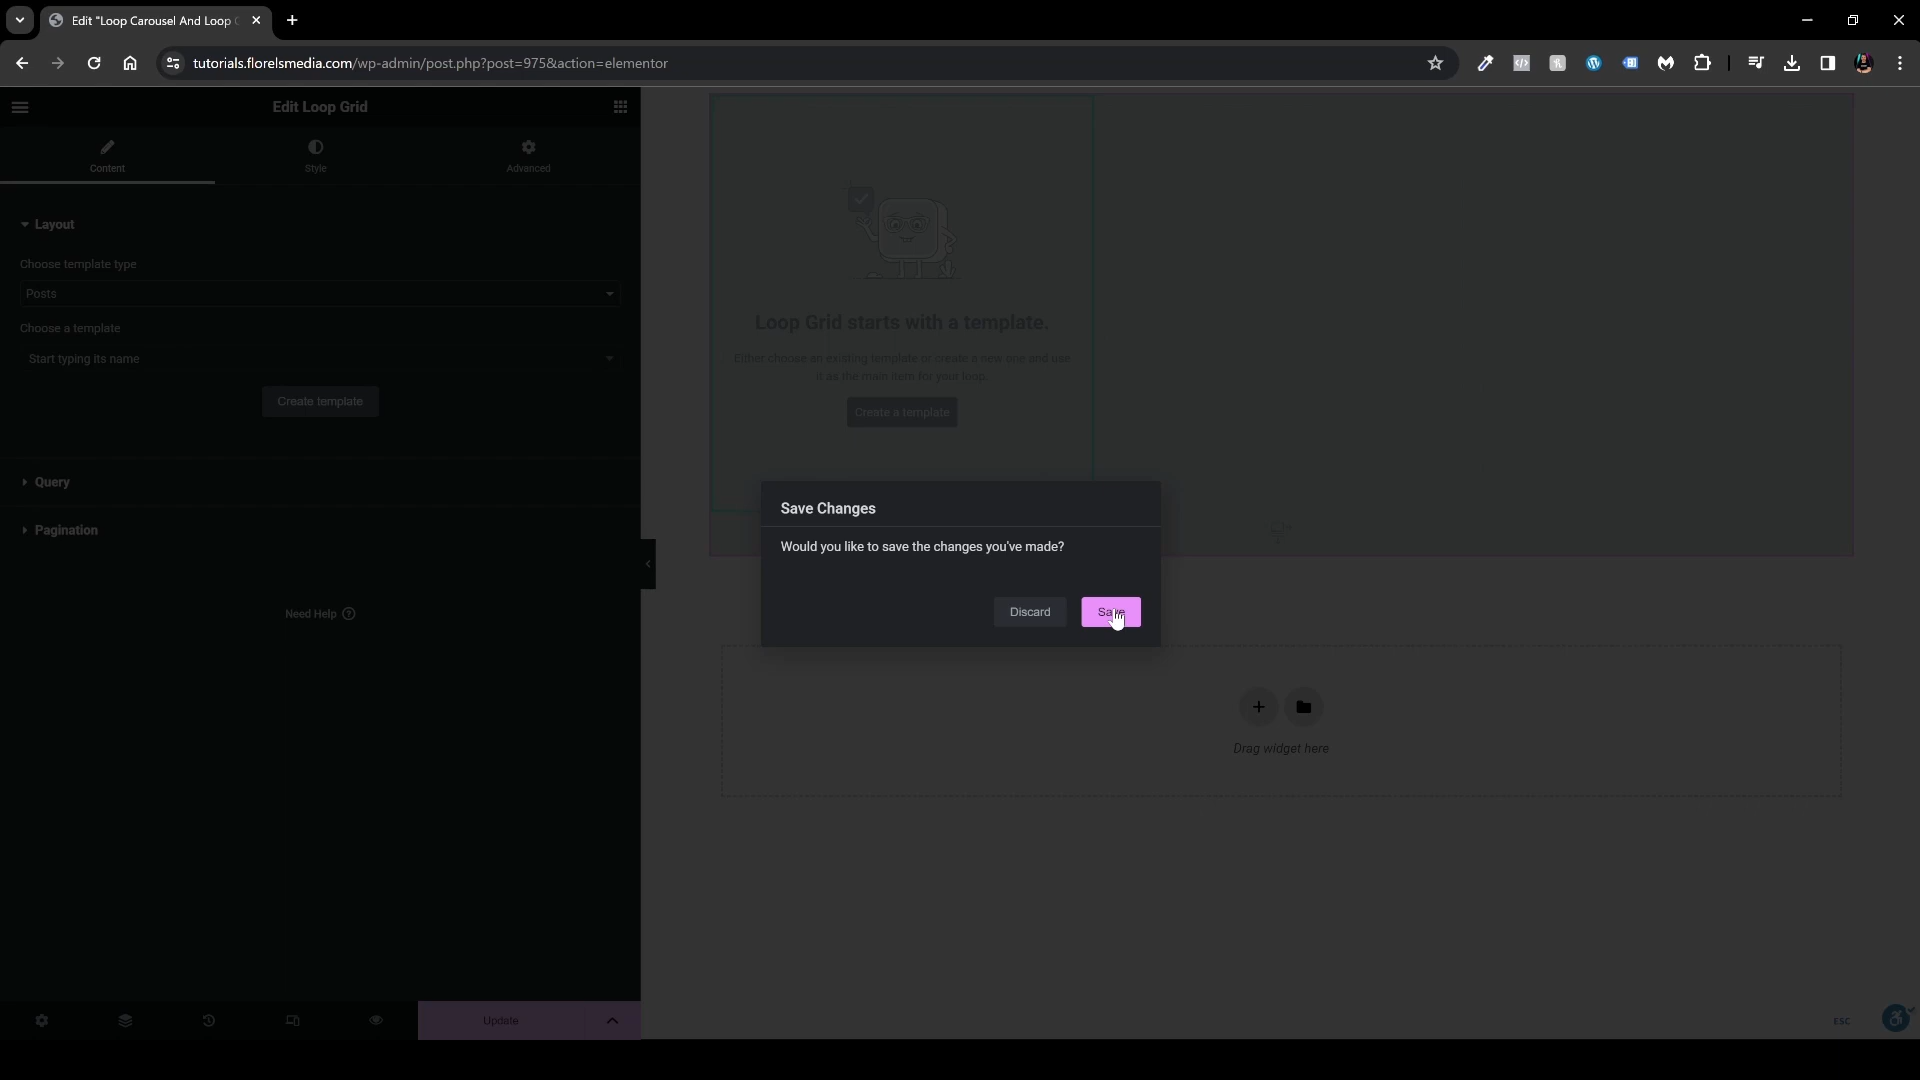 Edit "Loop Carousel And Loop G
tutorials.florelsmedia.com/wp-admin/post.php?post=975&action=elementor
Edit Loop Grid
Content
Style
Advanced
Layout
Choose template type
Posts
Choose a template
Start typing its name
Create template
Query
Pagination
Need Help ?
Update
Loop Grid starts with a template.
Either choose an existing template or create a new one and use
it as the main item for your loop.
Create a template
Save Changes
Would you like to save the changes you've made?
Discard
Save
Drag widget here
ESC